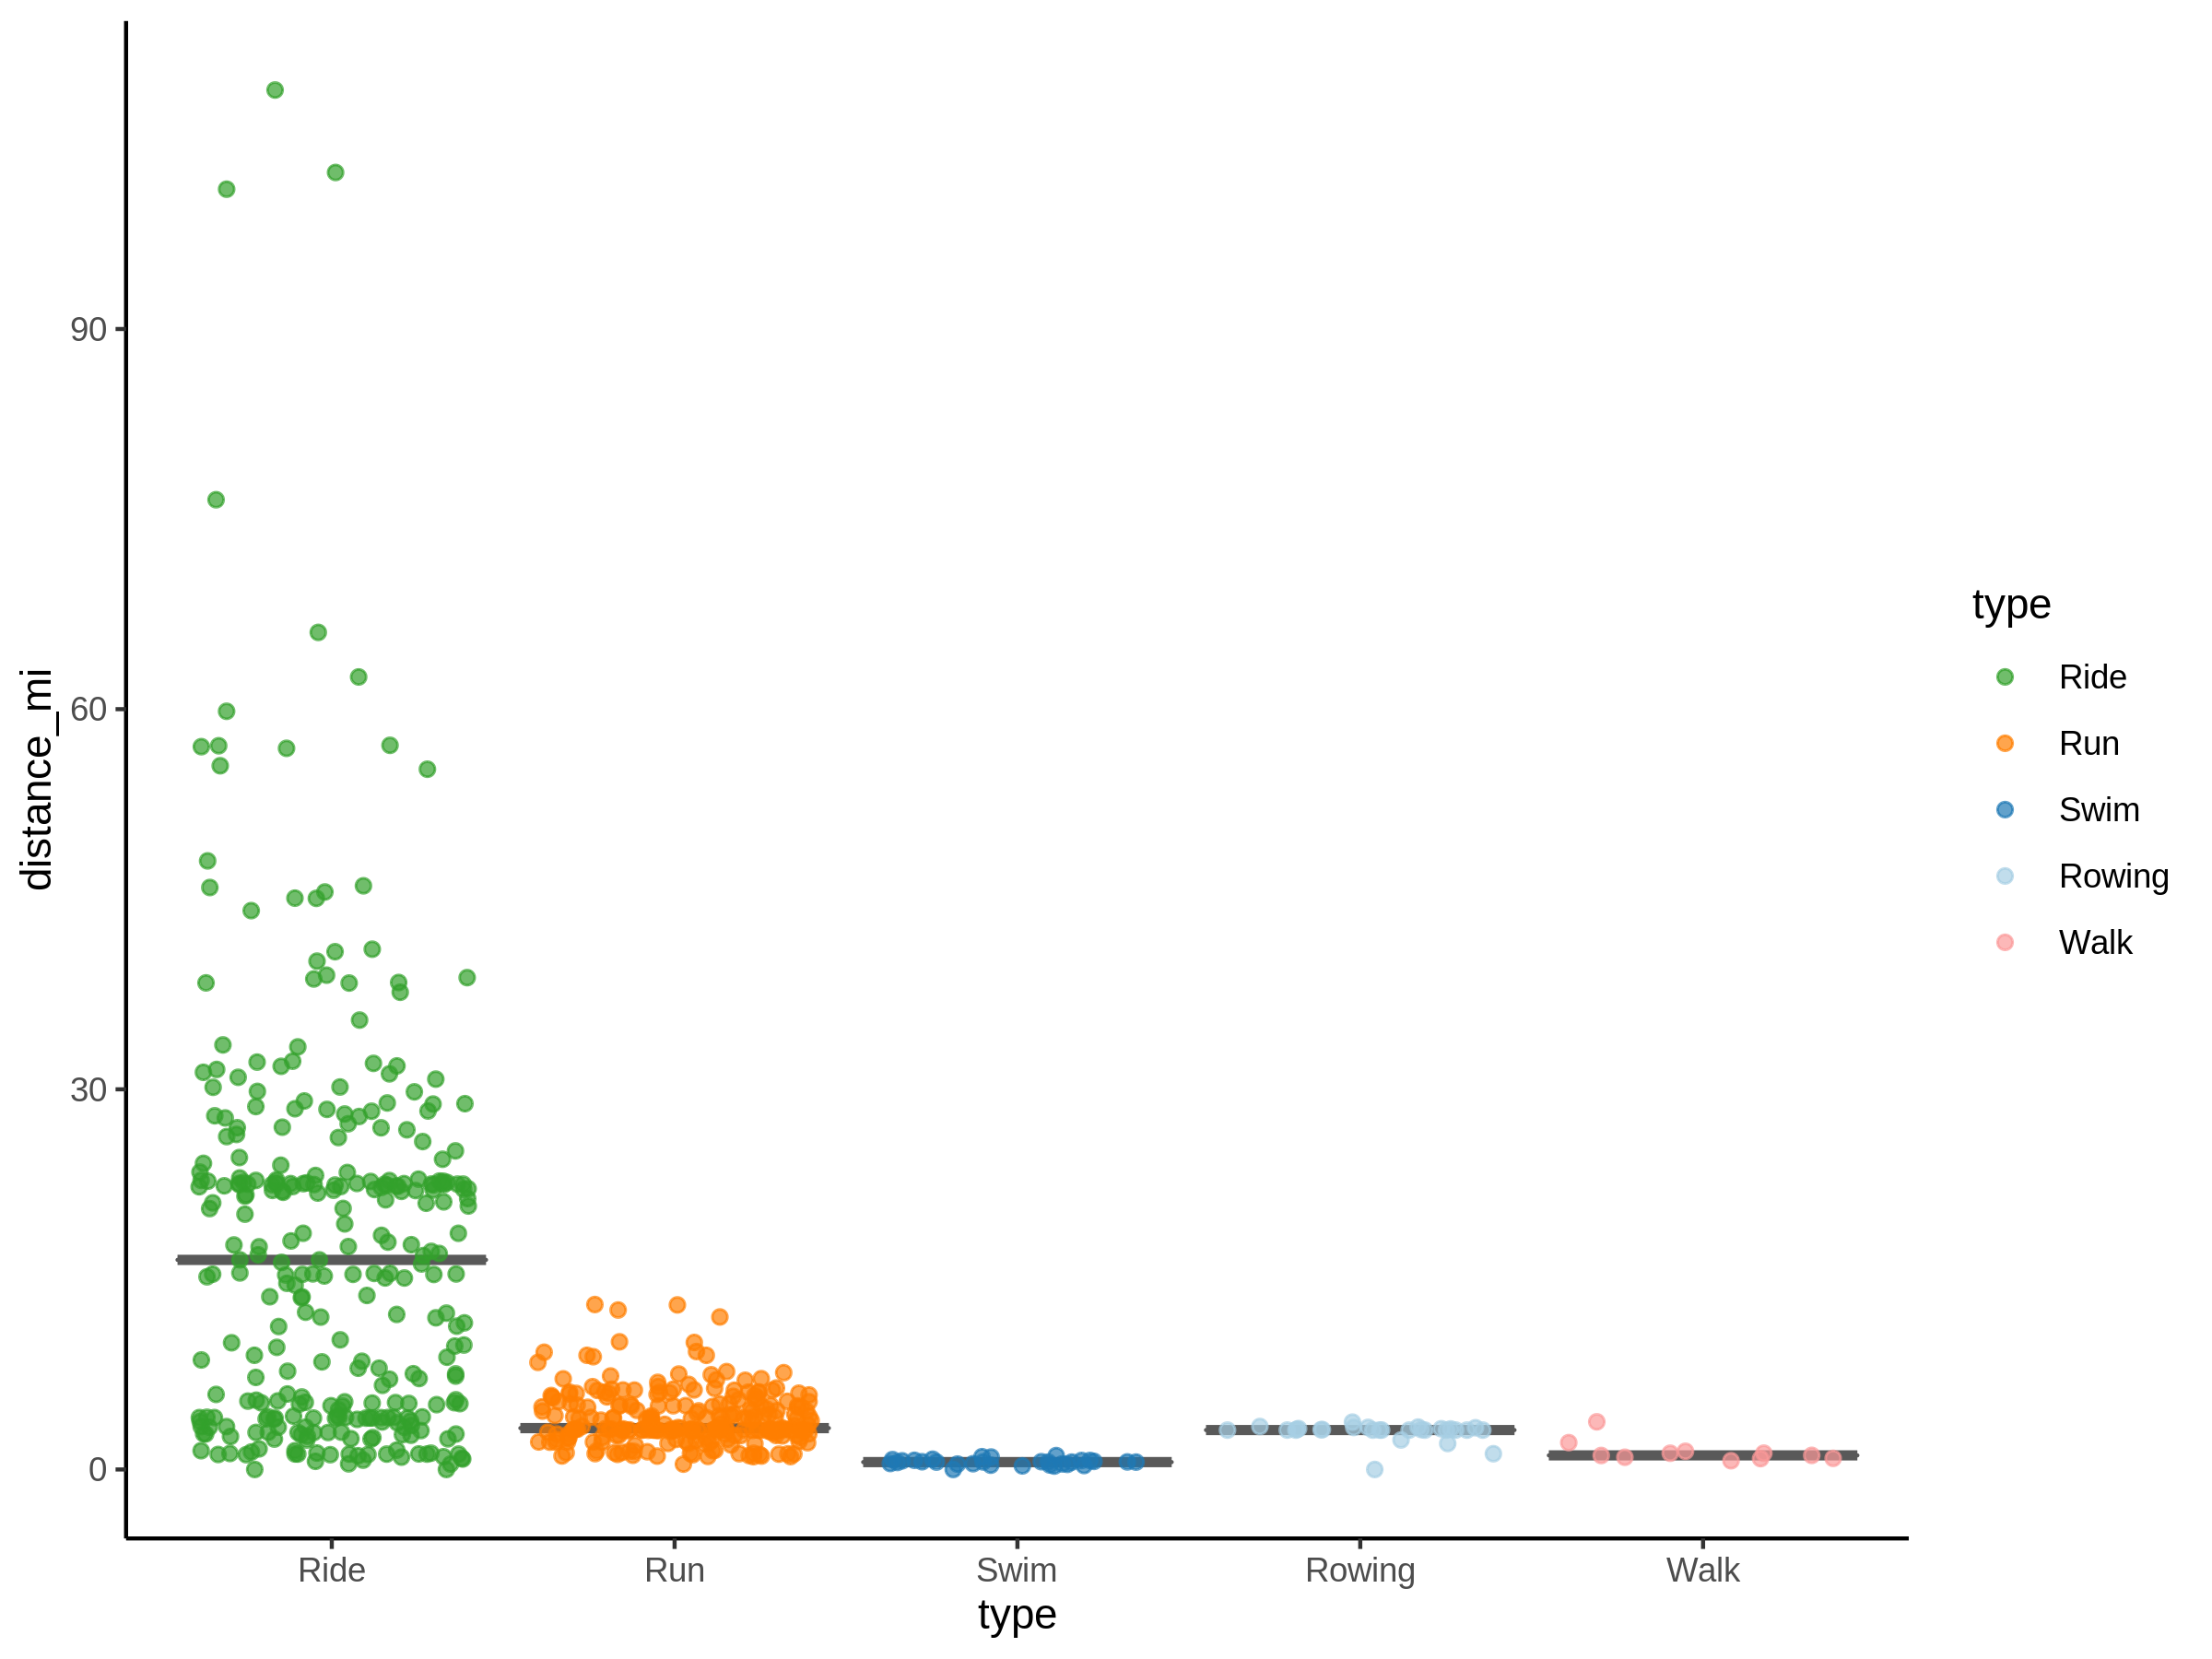 distance_mi
90
60
30
0
Ride
Run
Swim
Rowing
Walk
type
type
Ride
Run
Swim
Rowing
Walk